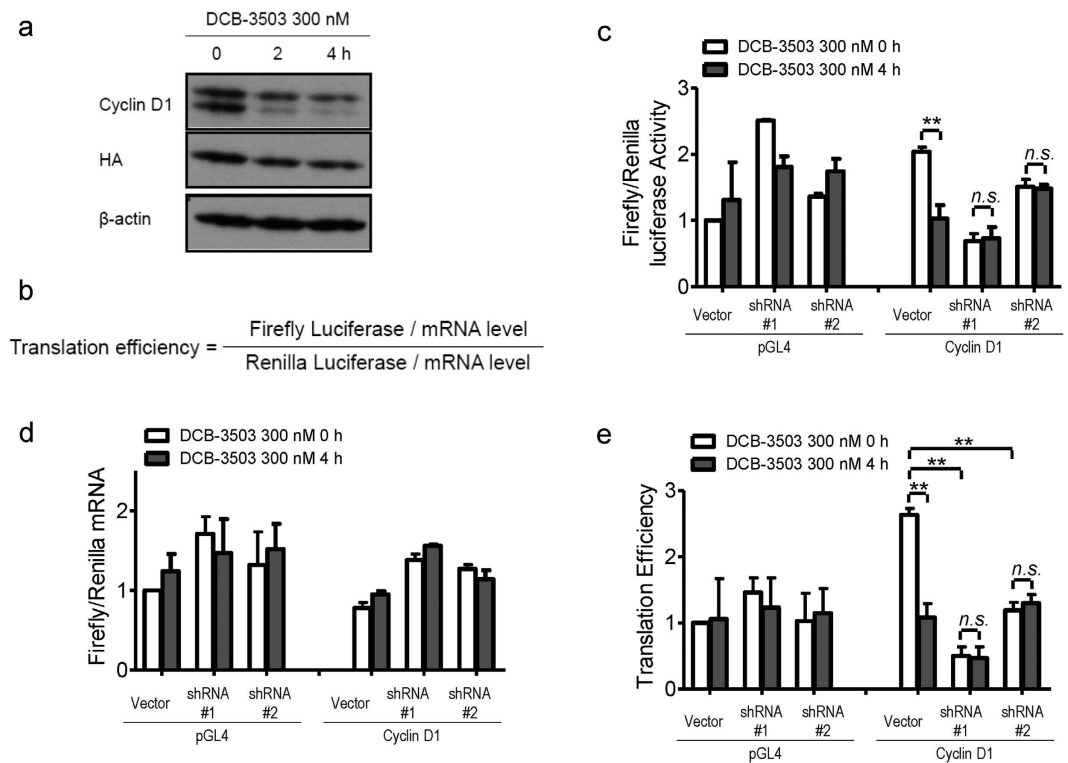 a
DCB-3503 300 nM
0 2 4 h
Cyclin D1
HA
β-actin
b
Translation efficiency =
Firefly Luciferase / mRNA level
Renilla Luciferase / mRNA level
c
DCB-3503 300 nM 0 h
DCB-3503 300 nM 4 h
Firefly/Renilla
luciferase Activity
3
2
1
0
**
n.s.
n.s.
Vector shRNA #1 shRNA #2 Vector shRNA #1 shRNA #2
pGL4 Cyclin D1
d
DCB-3503 300 nM 0 h
DCB-3503 300 nM 4 h
Firefly/Renilla mRNA
2
1
0
Vector shRNA #1 shRNA #2 Vector shRNA #1 shRNA #2
pGL4 Cyclin D1
e
DCB-3503 300 nM 0 h
DCB-3503 300 nM 4 h
Translation Efficiency
3
2
1
0
**
**
**
n.s.
n.s.
Vector shRNA #1 shRNA #2 Vector shRNA #1 shRNA #2
pGL4 Cyclin D1